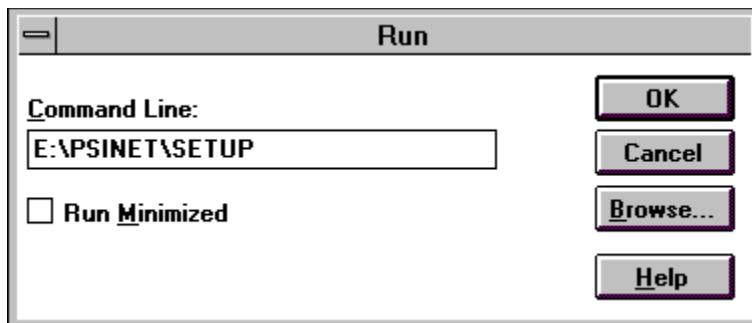 Run
Command Line:
E:\PSINET\SETUP
Run Minimized
OK
Cancel
Browse...
Help